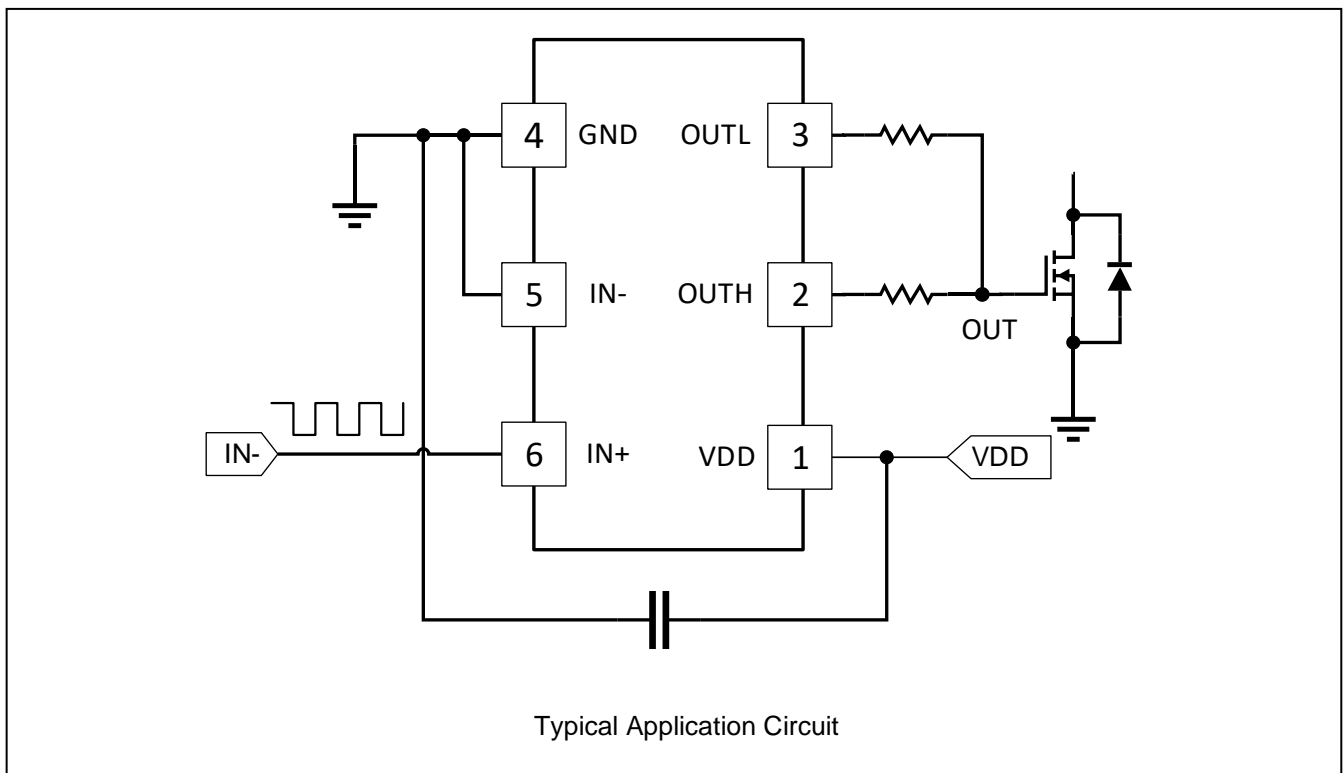 4 GND OUTL 3
5 IN- OUTH 2
OUT
IN- 6 IN+ VDD 1 VDD
Typical Application Circuit